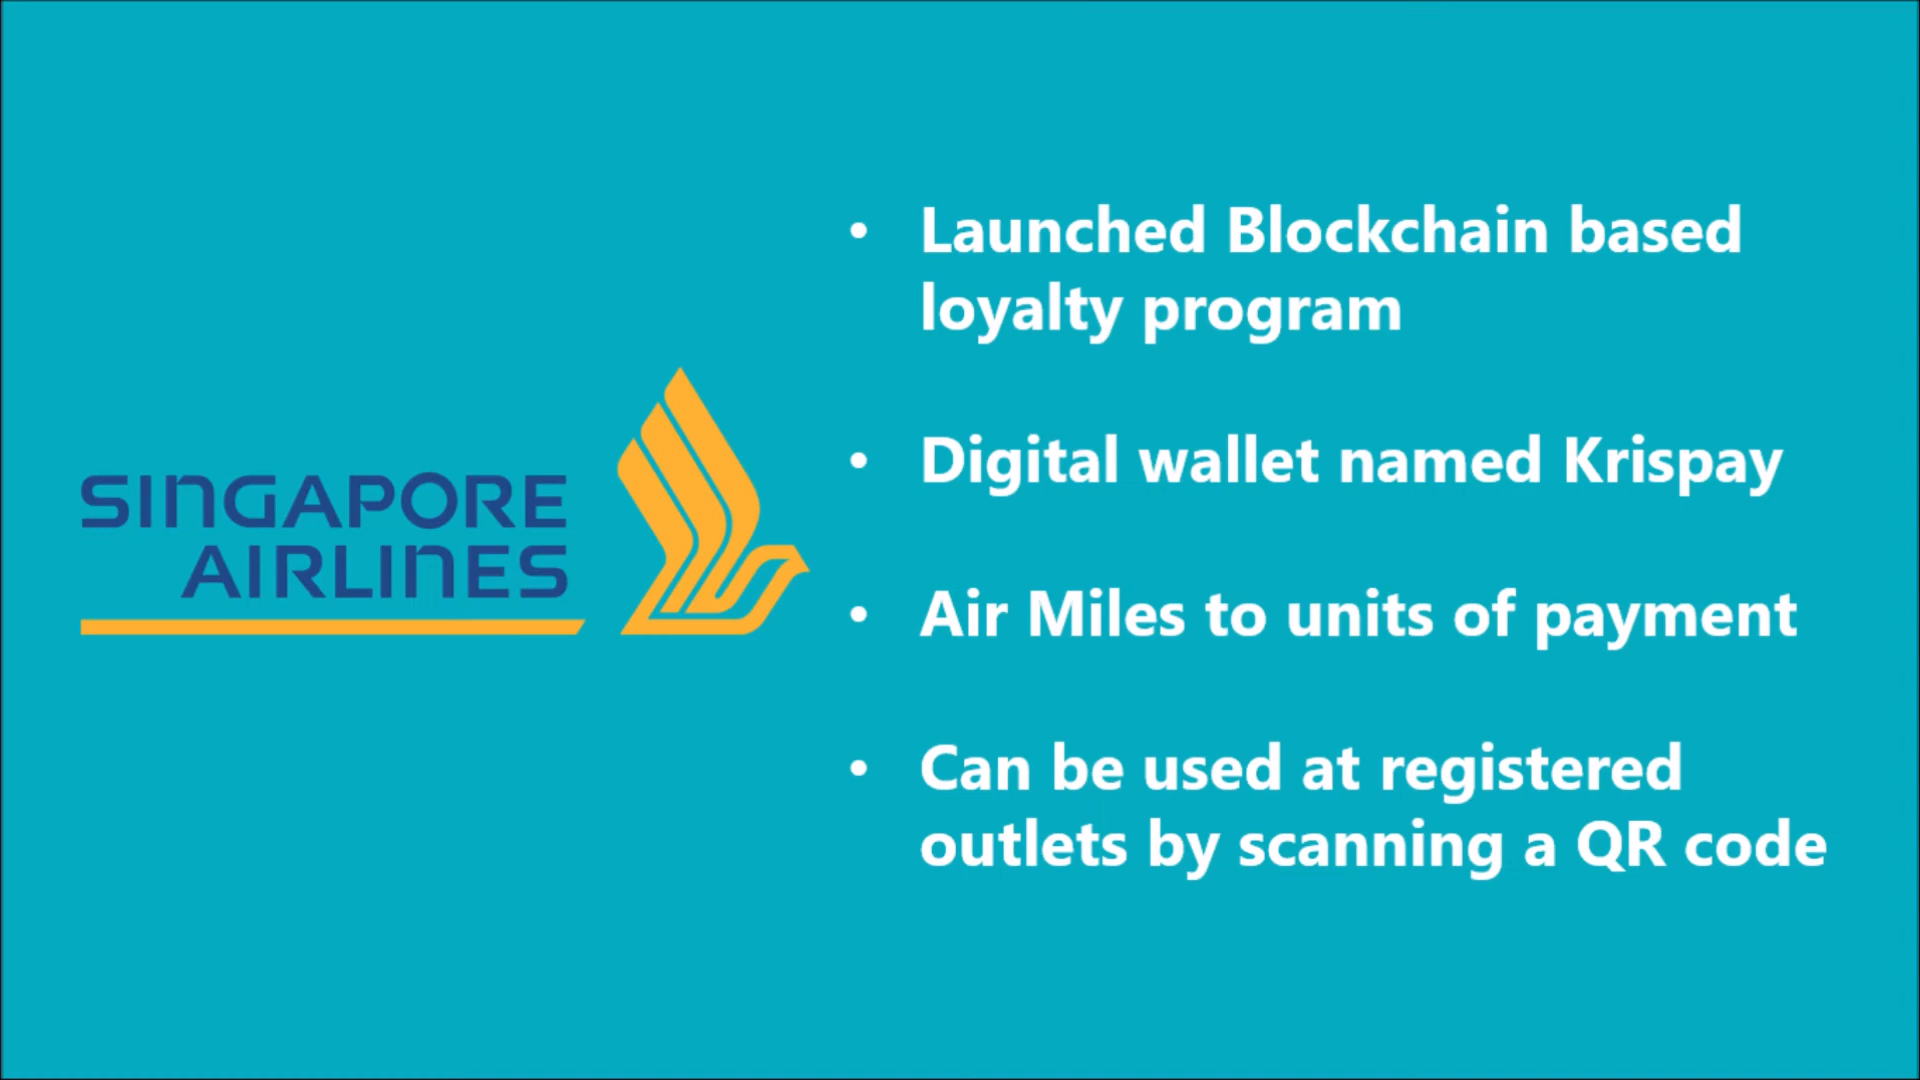 SINGAPORE
AIRLINES
• Launched Blockchain based
loyalty program
• Digital wallet named Krispay
• Air Miles to units of payment
• Can be used at registered
outlets by scanning a QR code